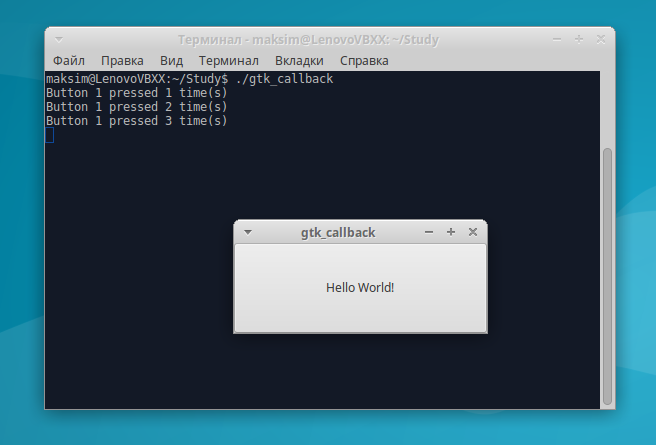 Терминал - maksim@LenovoVBXX: ~/Study
Файл Правка Вид Терминал Вкладки Справка
maksim@LenovoVBXX:~/Study$ ./gtk_callback
Button 1 pressed 1 time(s)
Button 1 pressed 2 time(s)
Button 1 pressed 3 time(s)
gtk_callback
Hello World!